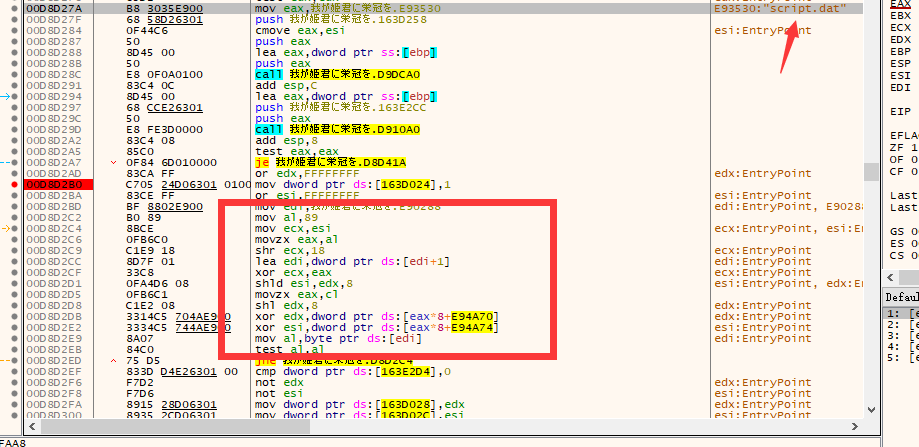 00D8D27A B8 3035E900 mov eax,我が姫君に栄冠を.E93530 E93530:"script.dat"
00D8D27F 68 58D26301 push 我が姫君に栄冠を.163D258
00D8D284 0F44C6 cmove eax,esi esi:EntryPoint
00D8D287 50 push eax
00D8D288 8D45 00 lea eax,dword ptr ss:[ebp]
00D8D28B 50 push eax
00D8D28C E8 0F0A0100 call 我が姫君に栄冠を.D9DCA0
00D8D291 83C4 0C add esp,C
00D8D294 8D45 00 lea eax,dword ptr ss:[ebp]
00D8D297 68 CCE26301 push 我が姫君に栄冠を.163E2CC
00D8D29C 50 push eax
00D8D29D E8 FE3D0000 call 我が姫君に栄冠を.D910A0
00D8D2A2 83C4 08 add esp,8
00D8D2A5 85C0 test eax,eax
00D8D2A7 0F84 6D010000 je 我が姫君に栄冠を.D8D41A
00D8D2AD 83CA FF or edx,FFFFFFFF edx:EntryPoint
00D8D2B0 C705 24D06301 0100 mov dword ptr ds:[163D024],1
00D8D2BA 83CE FF or esi,FFFFFFFF esi:EntryPoint
00D8D2BD BF 8802E900 mov edi,我が姫君に栄冠を.E90288 edi:EntryPoint, E90288
00D8D2C2 B0 89 mov al,89
00D8D2C4 8BCE mov ecx,esi ecx:EntryPoint, esi:En
00D8D2C6 0FB6C0 movzx eax,al
00D8D2C9 C1E9 18 shr ecx,18 ecx:EntryPoint
00D8D2CC 8D7F 01 lea edi,dword ptr ds:[edi+1] edi:EntryPoint
00D8D2CF 33C8 xor ecx,eax ecx:EntryPoint
00D8D2D1 0FA4D6 08 shld esi,edx,8 esi:EntryPoint, edx:En
00D8D2D5 0FB6C1 movzx eax,cl
00D8D2D8 C1E2 08 shl edx,8 edx:EntryPoint
00D8D2DB 3314C5 704AE900 xor edx,dword ptr ds:[eax*8+E94A70] edx:EntryPoint
00D8D2E2 3334C5 744AE900 xor esi,dword ptr ds:[eax*8+E94A74] esi:EntryPoint
00D8D2E9 8A07 mov al,byte ptr ds:[edi] edi:EntryPoint
00D8D2EB 84C0 test al,al
00D8D2ED 75 D5 jne 我が姫君に栄冠を.D8D2C4
00D8D2EF 833D D4E26301 00 cmp dword ptr ds:[163E2D4],0
00D8D2F6 F7D2 not edx edx:EntryPoint
00D8D2F8 F7D6 not esi esi:EntryPoint
00D8D2FA 8915 28D06301 mov dword ptr ds:[163D028],edx edx:EntryPoint
EAX
EBX
ECX
EDX
EBP
ESP
ESI
EDI
EIP
EFLAG
ZF 1
OF 0
CF 0
Last
Last
GS 00
ES 00
CS 00
Defaul
1: [e
2: [e
3: [e
4: [e
5: [e
FAA8